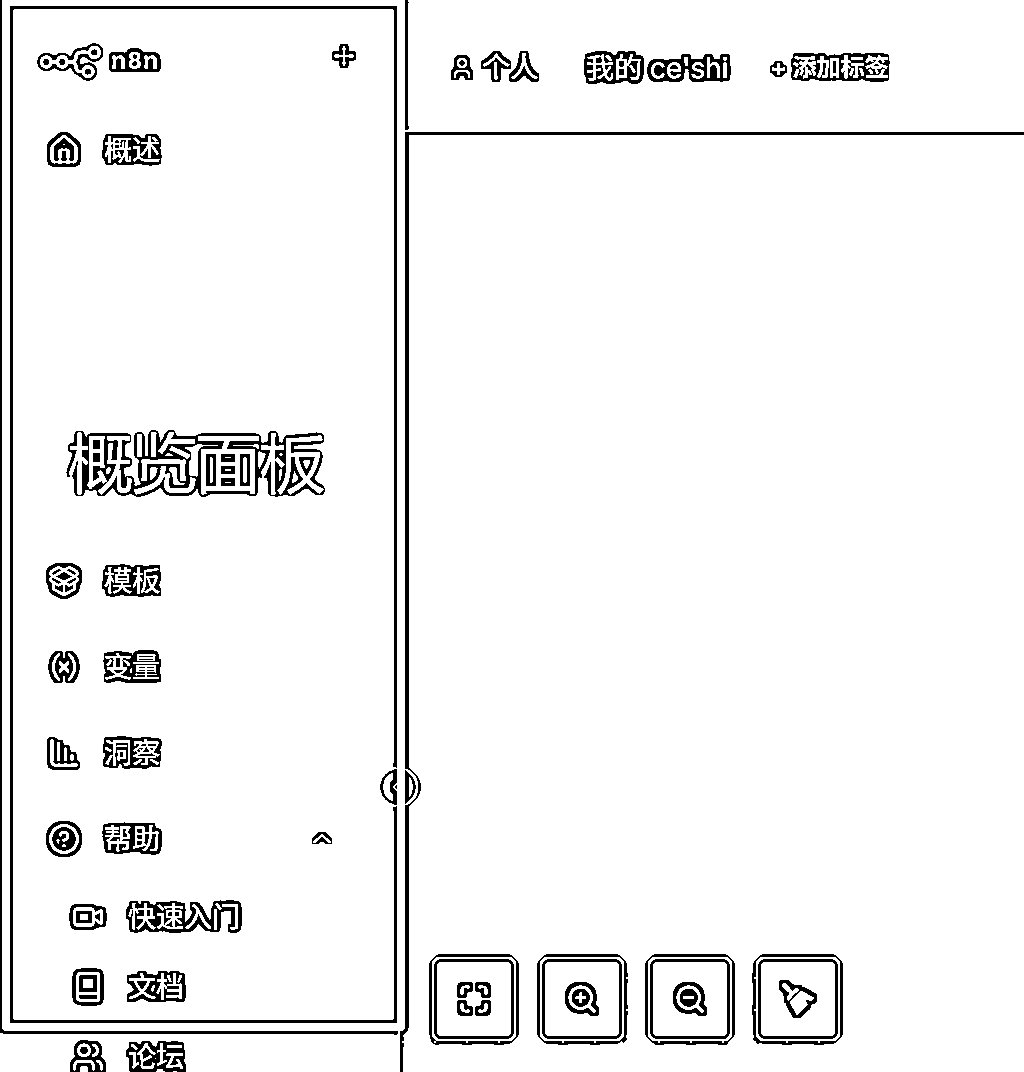 n8n
个人 我的 ce'shi + 添加标签
概述
概览面板
模板
变量
洞察
帮助
快速入门
文档
论坛